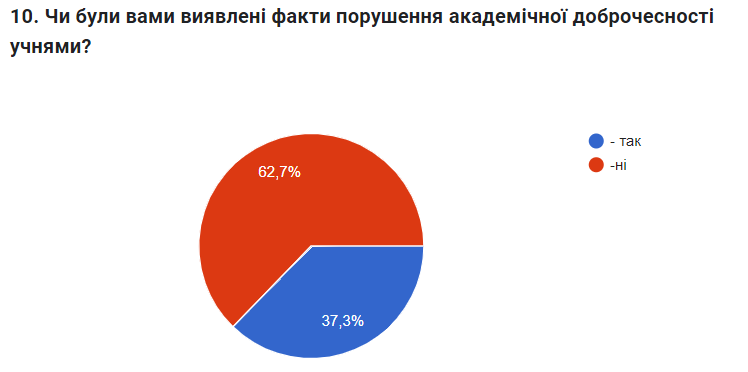 10. Чи були вами виявлені факти порушення академічної доброчесності
учнями?
- так
-ні
62,7%
37,3%